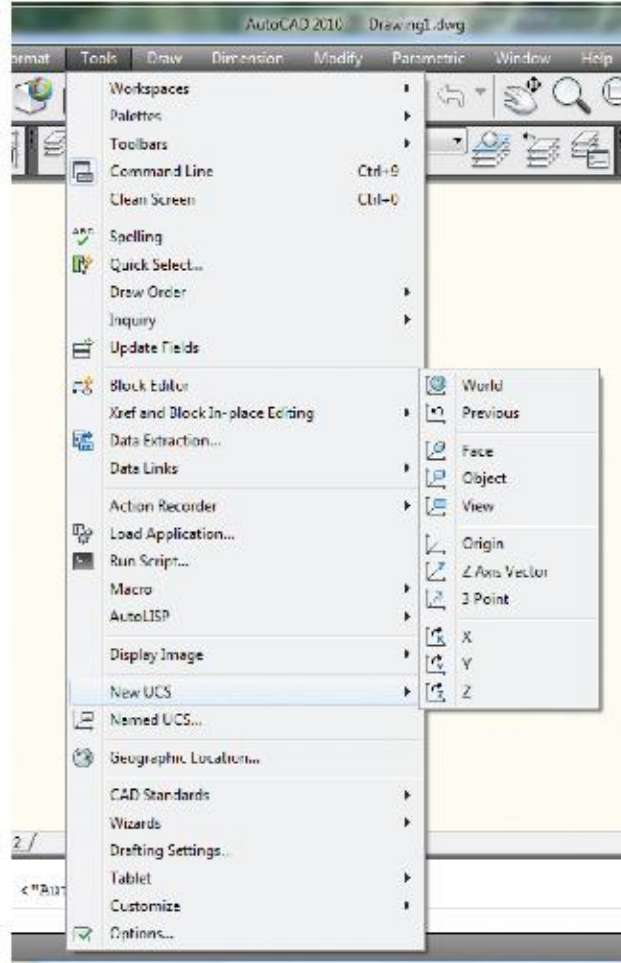 AutoCAD 2010 Drawing1.dwg
ormat Tools Draw Dimension Modify Parametric Window Help
Workspaces
Palettes
Toolbars
Command Line Ctrl+9
Clean Screen Ctrl+0
ABC
Spelling
Quick Select...
Draw Order
Inquiry
Update Fields
Block Editor
Xref and Block In-place Editing
Data Extraction...
Data Links
Action Recorder
Load Application...
Run Script...
Macro
AutoLISP
Display Image
New UCS
Named UCS...
Geographic Location...
CAD Standards
Wizards
Drafting Settings...
Tablet
Customize
Options...
World
Previous
Face
Object
View
Origin
Z Axis Vector
3 Point
X
Y
Z
2 /
<"Aut